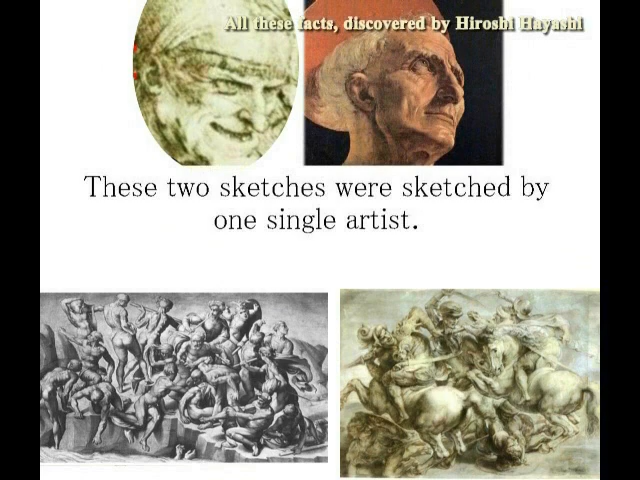 All these facts, discovered by Hiroshi Hayashi
These two sketches were sketched by
one single artist.